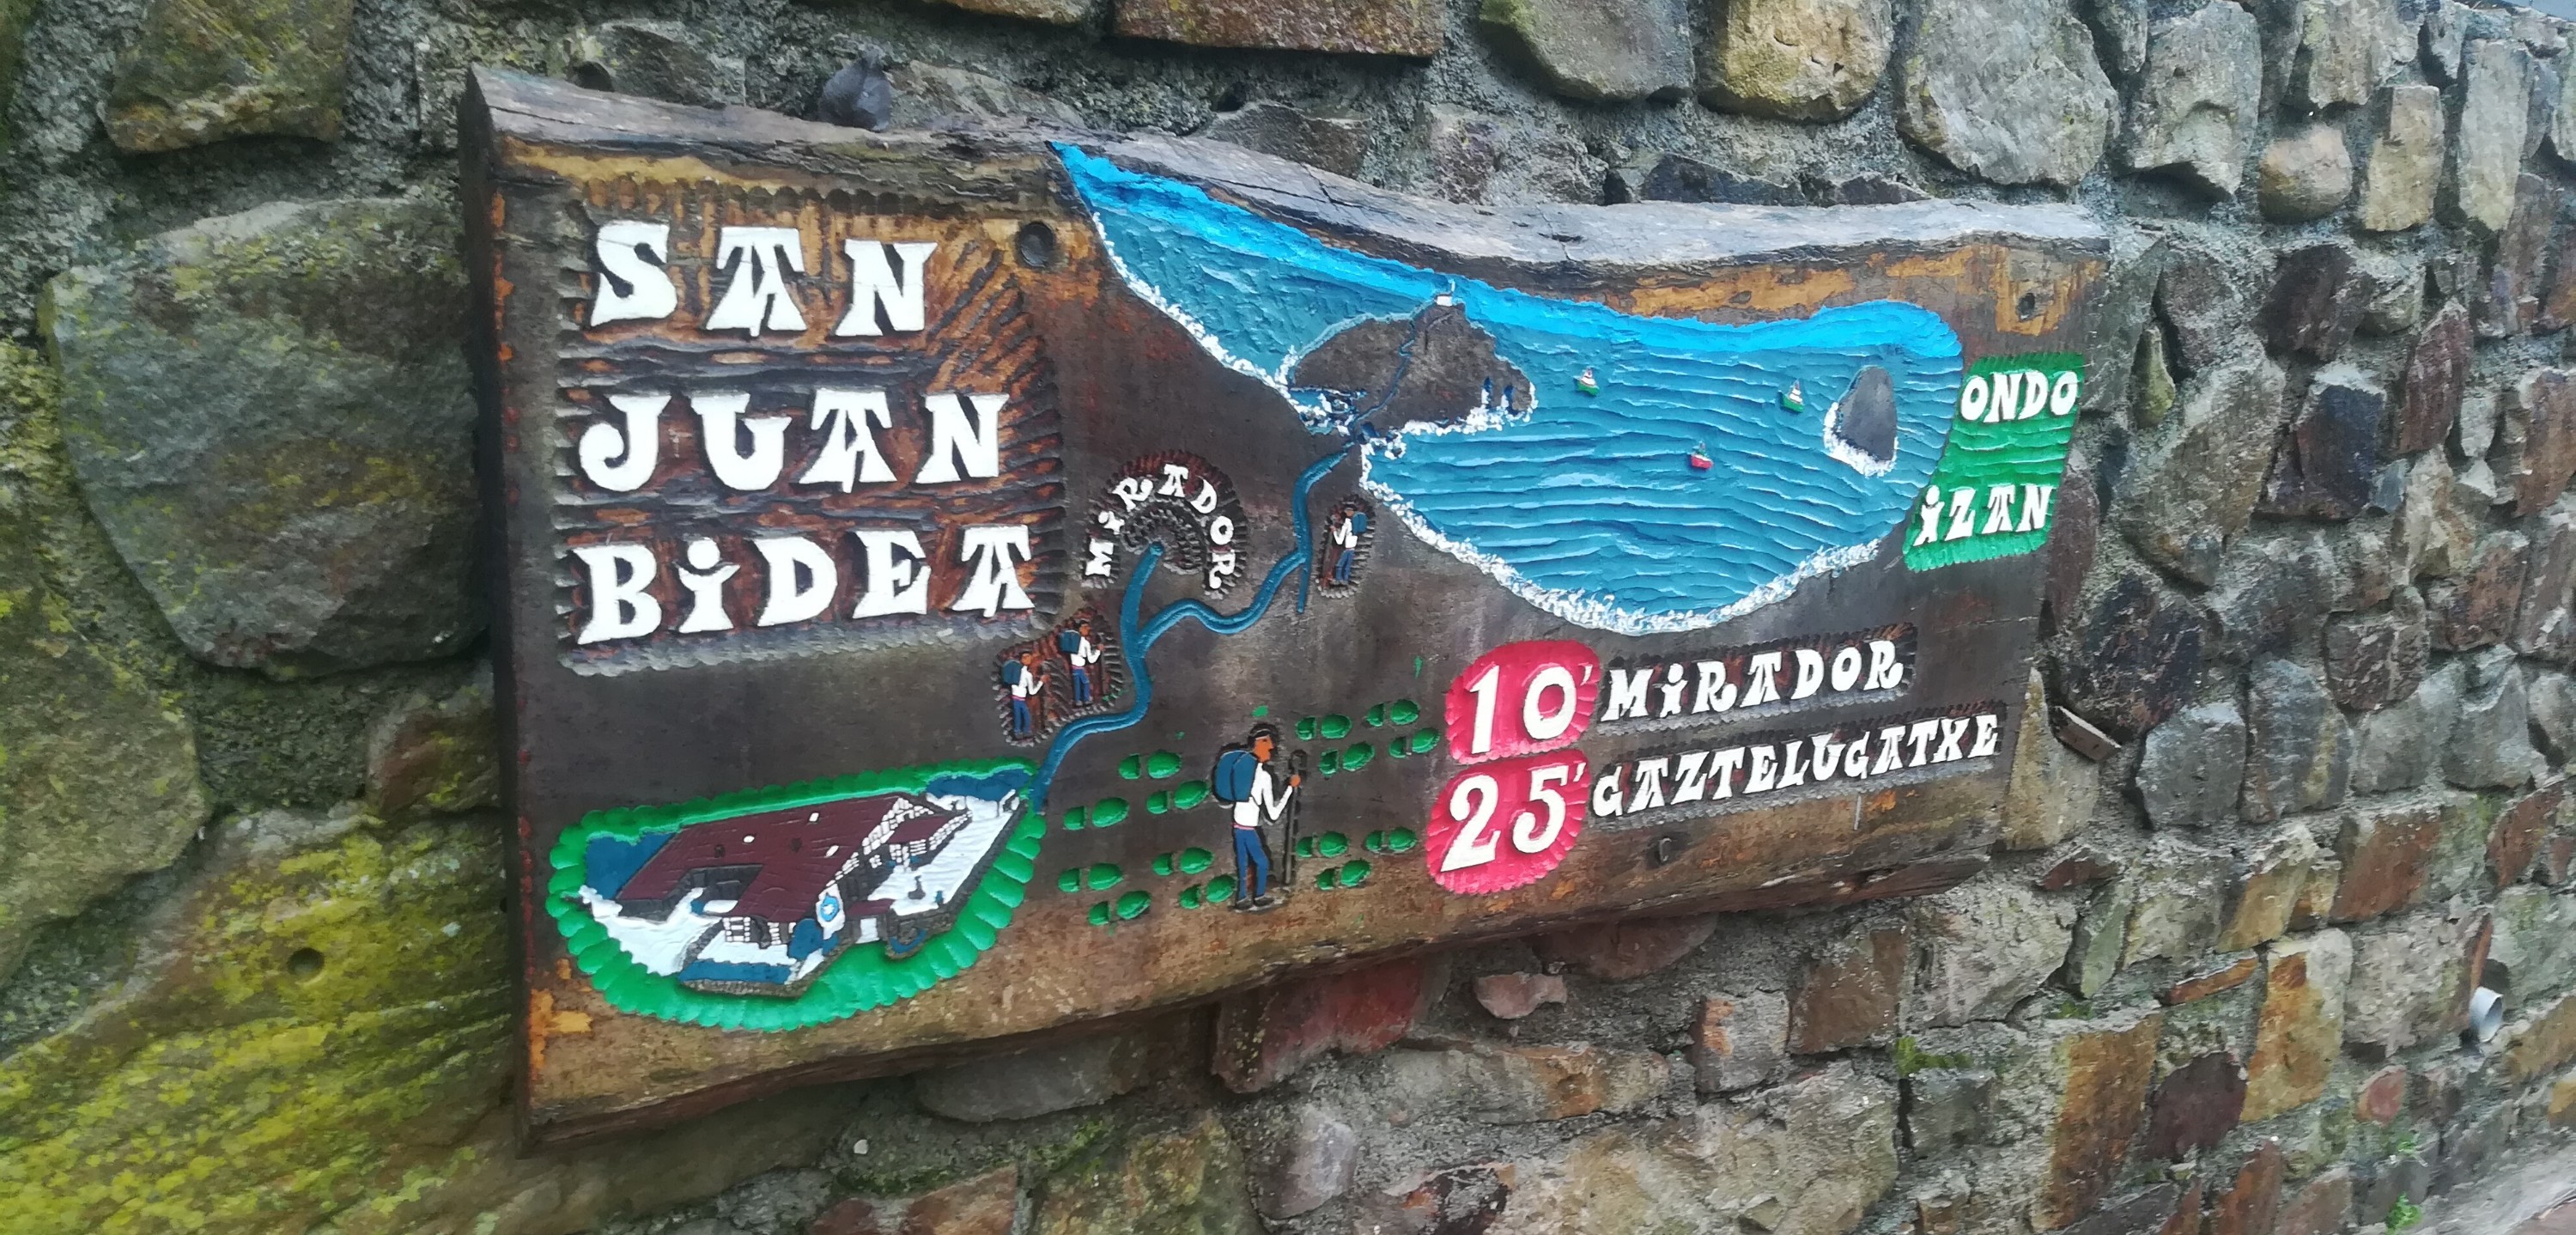 SAN
JUAN
BiDEA
MiRADOR
ONDO
iZAN
10' MiRADOR
25' GAZTELUGATXE